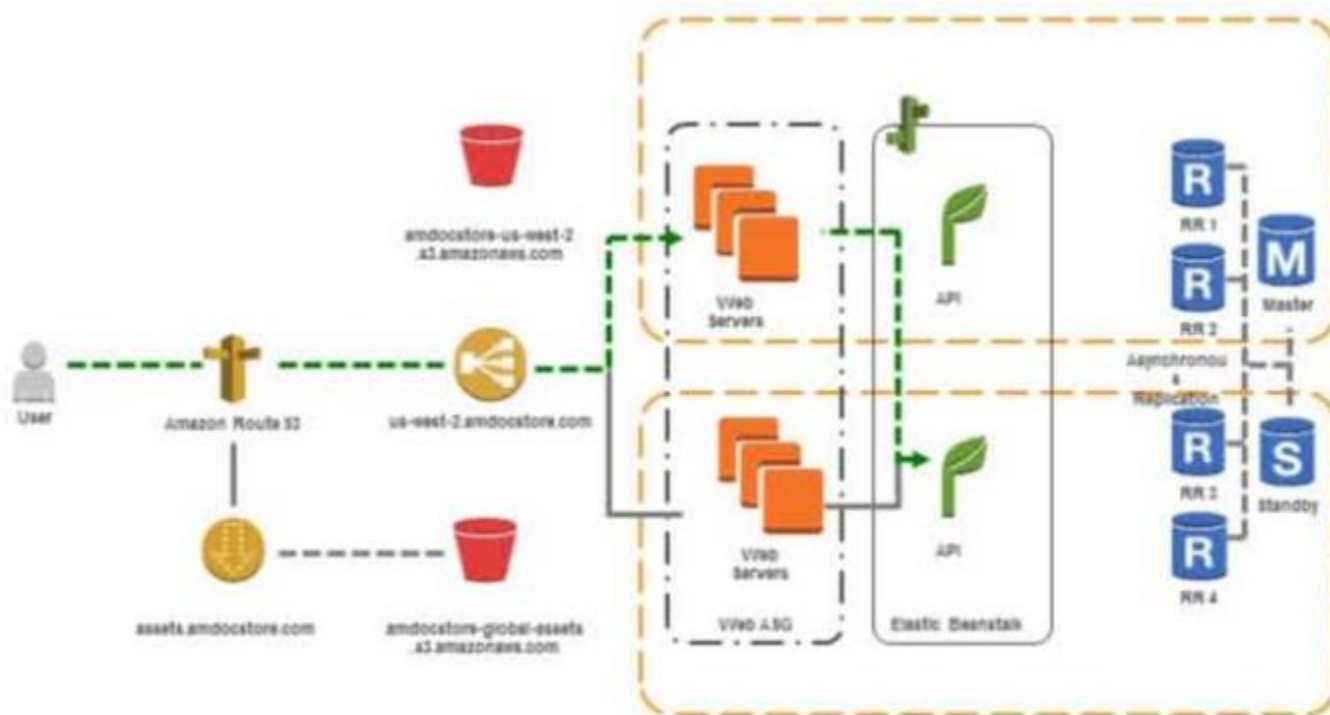 amdocstore-us-west-2
.s3.amazonaws.com
Web
Servers
API
R
RR 1
R
RR 2
M
Master
User
Amazon Route 53
us-west-2.amdocstore.com
Asynchronou
s
Replication
assets.amdocstore.com
amdocstore-global-assets
.s3.amazonaws.com
Web
Servers
Web ASG
API
Elastic Beanstalk
R
RR 3
R
RR 4
S
Standby